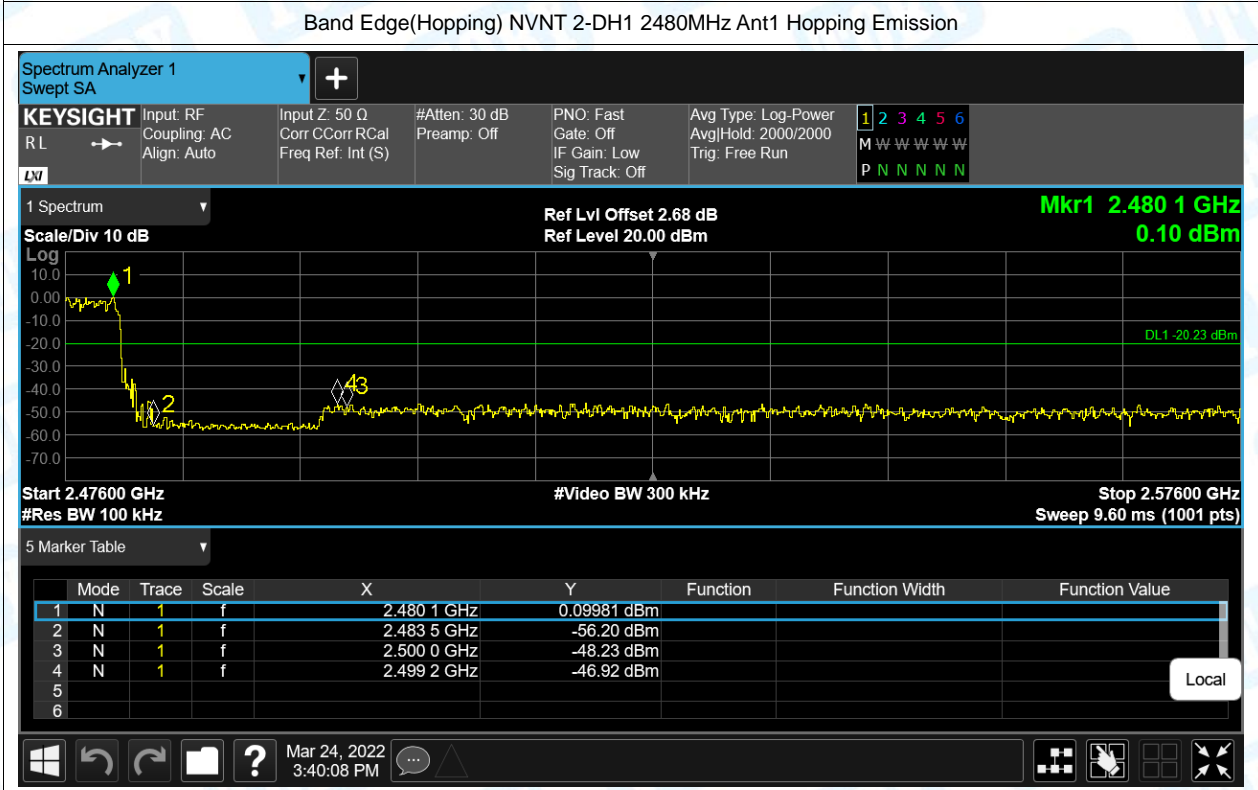 Band Edge(Hopping) NVNT 2-DH1 2480MHz Ant1 Hopping Emission
Spectrum Analyzer 1
Swept SA
KEYSIGHT
R L
LXI
Input: RF
Coupling: AC
Align: Auto
Input Z: 50 Ω
Corr CCorr RCal
Freq Ref: Int (S)
#Atten: 30 dB
Preamp: Off
PNO: Fast
Gate: Off
IF Gain: Low
Sig Track: Off
Avg Type: Log-Power
Avg|Hold: 2000/2000
Trig: Free Run
1 2 3 4 5 6
M W W W W W
P N N N N N
1 Spectrum
Scale/Div 10 dB
Ref Lvl Offset 2.68 dB
Ref Level 20.00 dBm
Mkr1 2.480 1 GHz
0.10 dBm
Log
10.0
0.00
-10.0
-20.0
-30.0
-40.0
-50.0
-60.0
-70.0
1
2
43
DL1 -20.23 dBm
Start 2.47600 GHz
#Res BW 100 kHz
#Video BW 300 kHz
Stop 2.57600 GHz
Sweep 9.60 ms (1001 pts)
5 Marker Table
Mode Trace Scale X Y Function Function Width Function Value
1 N 1 f 2.480 1 GHz 0.09981 dBm
2 N 1 f 2.483 5 GHz -56.20 dBm
3 N 1 f 2.500 0 GHz -48.23 dBm
4 N 1 f 2.499 2 GHz -46.92 dBm
5
6
Local
?
Mar 24, 2022
3:40:08 PM